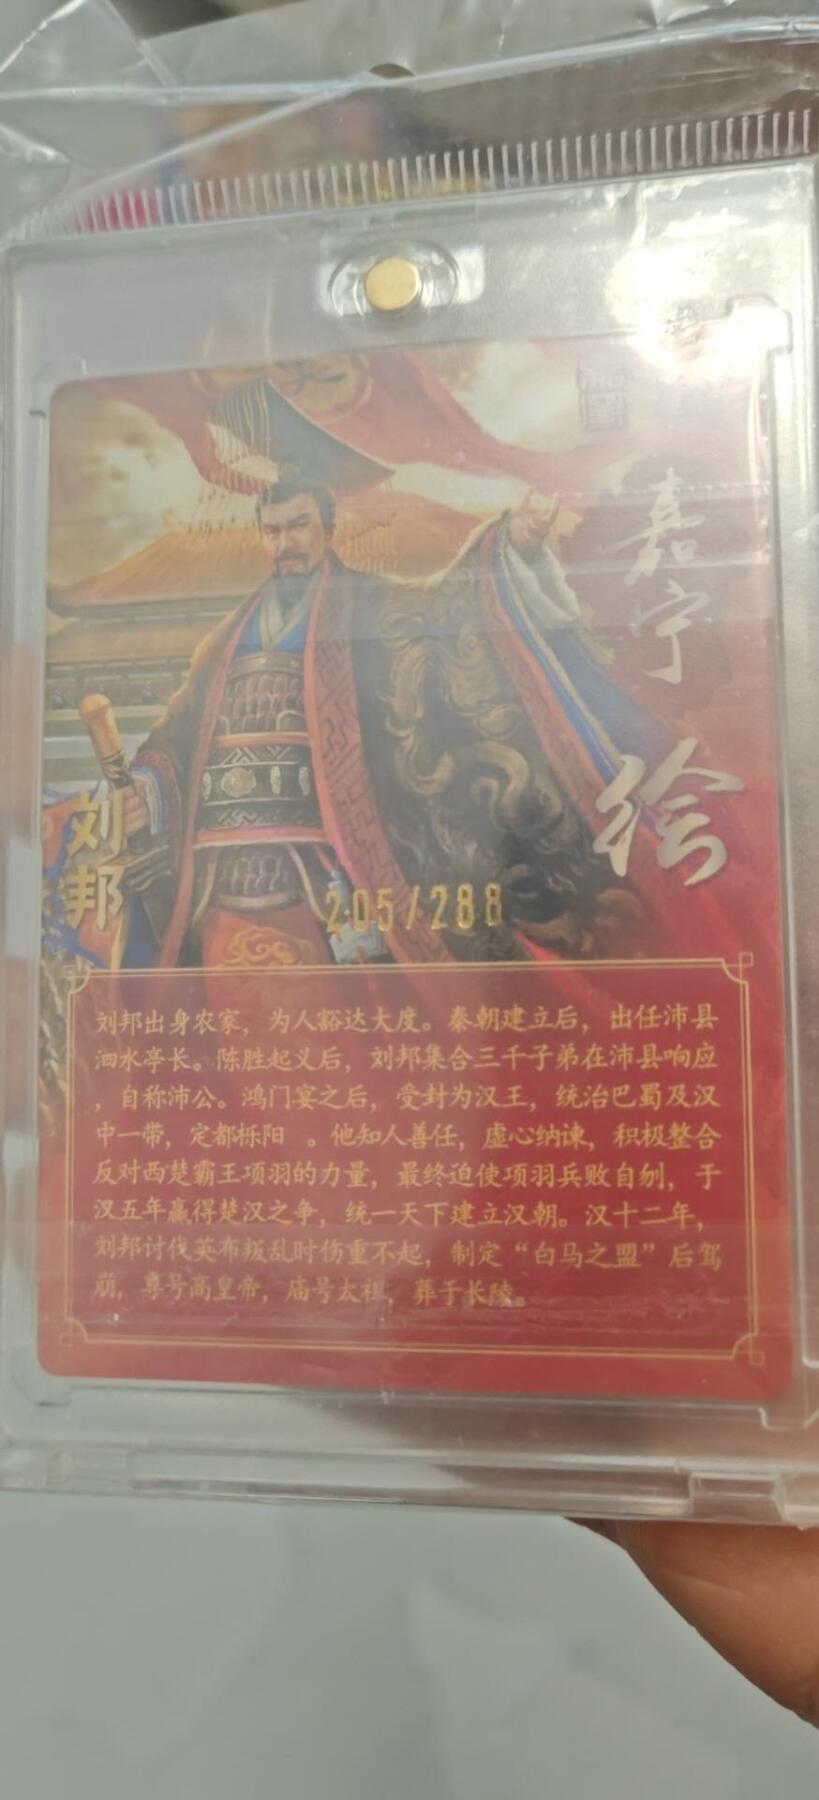 嘉宁
绘
刘邦
205/288
刘邦出身农家，为人豁达大度。秦朝建立后，出任沛县
泗水亭长。陈胜起义后，刘邦集合三千子弟在沛县响应
，自称沛公。鸿门宴之后，受封为汉王，统治巴蜀及汉
中一带，定都栎阳 。他知人善任，虚心纳谏，积极整合
反对西楚霸王项羽的力量，最终迫使项羽兵败自刎，于
汉五年赢得楚汉之争，统一天下建立汉朝。汉十二年，
刘邦讨伐英布叛乱时伤重不起，制定“白马之盟”后驾
崩，尊号高皇帝，庙号太祖，葬于长陵。